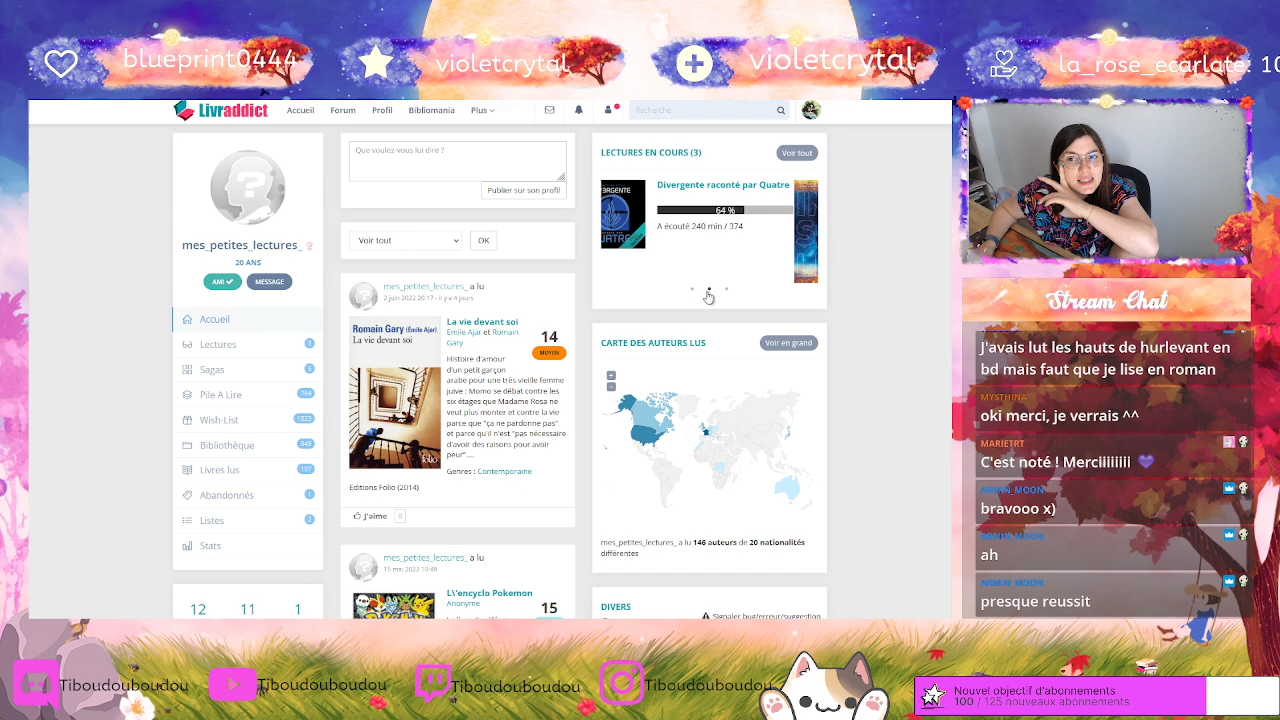 blueprint0444
violetcrytal
violetcrytal
la_rose_ecarlate: 10
Livraddict
Accueil
Forum
Profil
Bibliomania
Plus
Recherche
mes_petites_lectures_
20 ANS
AMI
MESSAGE
Accueil
Lectures
Sagas
Pile A Lire
Wish-List
Bibliothèque
Livres lus
Abandonnés
Listes
Stats
12 11 1
Que voulez-vous lui dire ?
Publier sur son profil
Voir tout
OK
mes_petites_lectures_ a lu
2 juin 2022 20:17 - il y a 4 jours
Romain Gary (Émile Ajar)
La vie devant soi
folio
La vie devant soi
Emile Ajar et Romain
Gary
14
MOYEN
Histoire d'amour
d'un petit garçon
arabe pour une très vieille femme
juive : Momo se débat contre les
six étages que Madame Rosa ne
veut plus monter et contre la vie
parce que "ça ne pardonne pas"
et parce qu'il n'est "pas nécessaire
d'avoir des raisons pour avoir
peur"...
Genres : Contemporaine
Editions Folio (2014)
J'aime 0
mes_petites_lectures_ a lu
15 mai 2022 10:49
L\'encyclo Pokemon
Anonyme
15
LECTURES EN COURS (3)
Voir tout
Divergente raconté par Quatre
64 %
A écouté 240 min / 374
CARTE DES AUTEURS LUS
Voir en grand
+
-
mes_petites_lectures_ a lu 146 auteurs de 20 nationalités
différentes
DIVERS
Signaler bug/erreur/suggestion
Stream Chat
J'avais lut les hauts de hurlevant en
bd mais faut que je lise en roman
MYSTHINA
oki merci, je verrais ^^
MARIETRT
C'est noté ! Merciiiiiii
bravooo x)
ah
presque reussit
Tiboudouboudou
Tiboudouboudou
Tiboudouboudou
Tiboudouboudou
Nouvel objectif d'abonnements
100 / 125 nouveaux abonnements